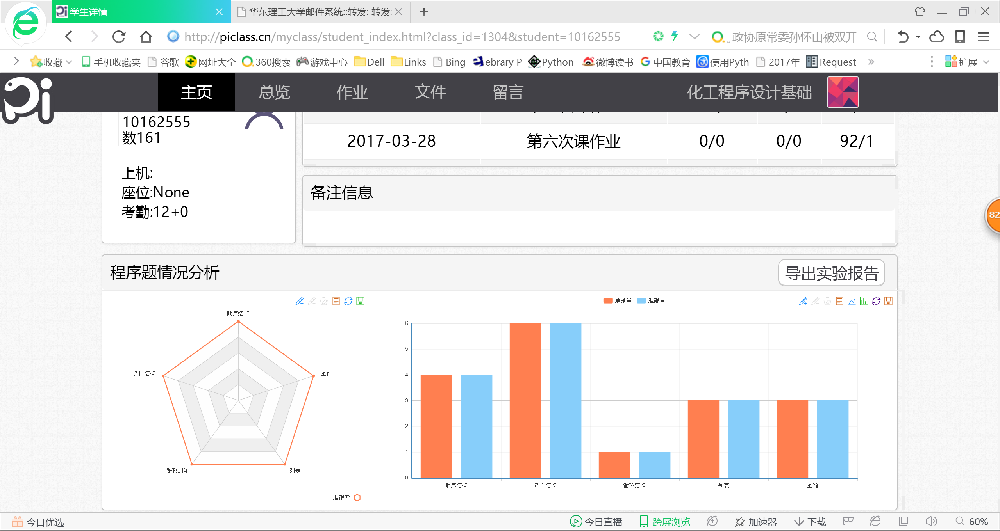 学生详情
华东理工大学邮件系统::转发: 转发:
http://piclass.cn/myclass/student_index.html?class_id=1304&student=10162555
政协原常委孙怀山被双开
收藏 手机收藏夹 谷歌 网址大全 360搜索 游戏中心 Dell Links Bing ebrary P Python 微博读书 中国教育 使用Pyth 2017年 Request » 扩展
Pi 主页 总览 作业 文件 留言 化工程序设计基础
10162555
数161
2017-03-28 第六次课作业 0/0 0/0 92/1
上机:
座位:None
考勤:12+0
备注信息
82
程序题情况分析 导出实验报告
顺序结构
选择结构
函数
循环结构
列表
准确率
刷题量 准确量
6
5
4
3
2
1
0
顺序结构 选择结构 循环结构 列表 函数
今日优选 今日直播 跨屏浏览 加速器 下载 60%